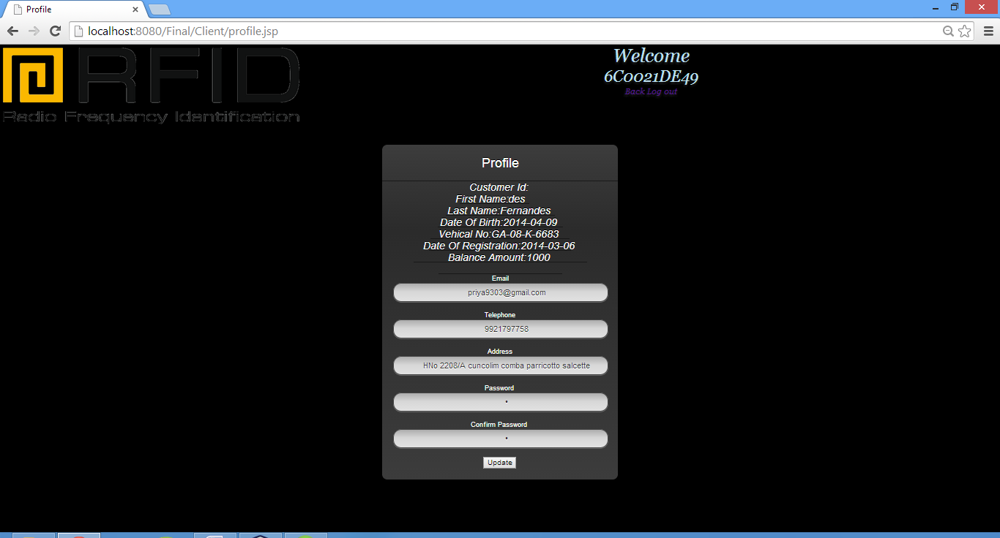 Profile
localhost:8080/Final/Client/profile.jsp
RFID
Radio Frequency Identification
Welcome
6C0021DE49
Back Log out
Profile
Customer Id:
First Name:des
Last Name:Fernandes
Date Of Birth:2014-04-09
Vehical No:GA-08-K-6683
Date Of Registration:2014-03-06
Balance Amount:1000
Email
priya9303@gmail.com
Telephone
9921797758
Address
HNo 2208/A cuncolim comba parricotto salcette
Password
Confirm Password
Update